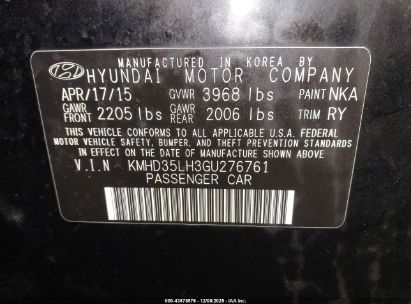 MANUFACTURED IN KOREA BY
HYUNDAI MOTOR COMPANY
APR/17/15 GVWR 3968 lbs PAINT NKA
GAWR FRONT 2205 lbs GAWR REAR 2006 lbs TRIM RY
THIS VEHICLE CONFORMS TO ALL APPLICABLE U.S.A. FEDERAL
MOTOR VEHICLE SAFETY, BUMPER, AND THEFT PREVENTION STANDARDS
IN EFFECT ON THE DATE OF MANUFACTURE SHOWN ABOVE.
V.I.N KMHD35LH3GU276761
PASSENGER CAR